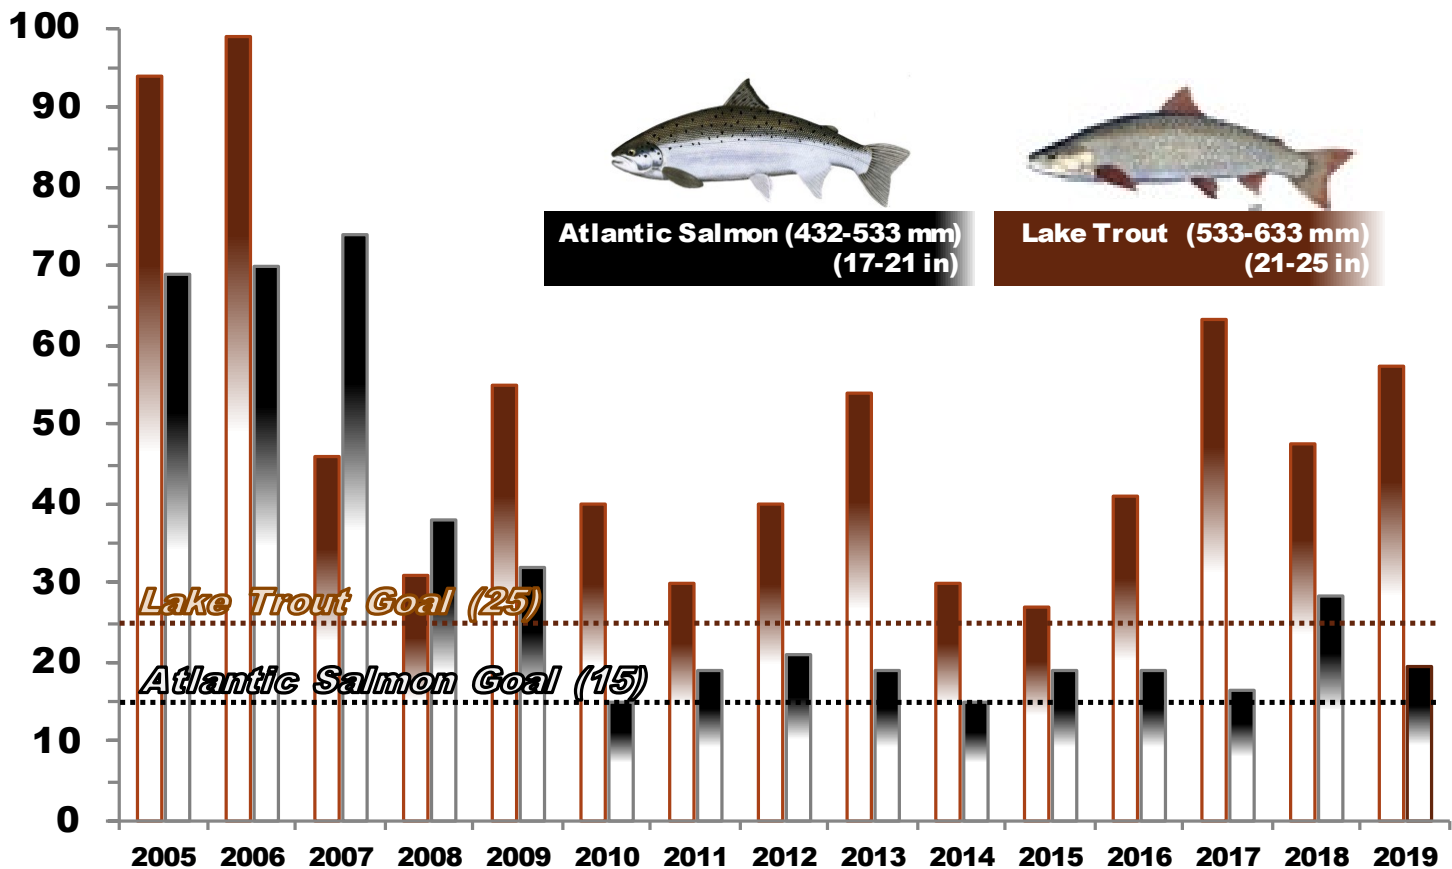 100
90
80
70
60
50
40
30
20
10
0
Atlantic Salmon (432-533 mm)
(17-21 in)
Lake Trout (533-633 mm)
(21-25 in)
Lake Trout Goal (25)
Atlantic Salmon Goal (15)
2005 2006 2007 2008 2009 2010 2011 2012 2013 2014 2015 2016 2017 2018 2019